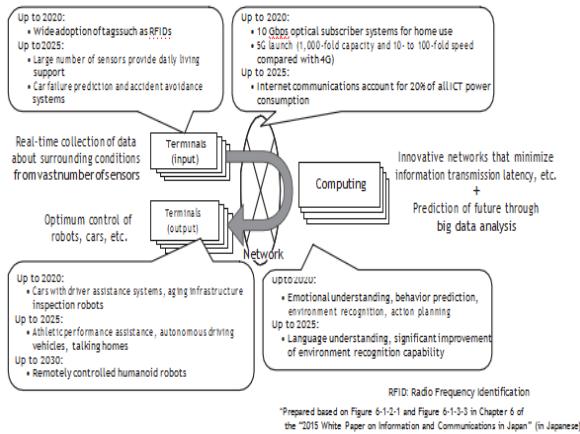 Up to 2020:
• Wide adoption of tagssuch as RFIDs
Up to 2025:
• Large number of sensors provide daily living
support
• Car failure prediction and accident avoidance
systems
Up to 2020:
• 10 Gbps optical subscriber systems for home use
• 5G launch (1,000-fold capacity and 10- to 100-fold speed
compared with 4G)
Up to 2025:
• Internet communications account for 20% of all ICT power
consumption
Real-time collection of data
about surrounding conditions
from vast number of sensors
Terminals
(input)
Computing
Innovative networks that minimize
information transmission latency, etc.
+
Prediction of future through
big data analysis
Optimum control of
robots, cars, etc.
Terminals
(output)
Network
Up to 2020:
• Cars with driver assistance systems, aging infrastructure
inspection robots
Up to 2025:
• Athletic performance assistance, autonomous driving
vehicles, talking homes
Up to 2030:
• Remotely controlled humanoid robots
Up to 2020:
• Emotional understanding, behavior prediction,
environment recognition, action planning
Up to 2025:
• Language understanding, significant improvement
of environment recognition capability
RFID: Radio Frequency Identification
*Prepared based on Figure 6-1-2-1 and Figure 6-1-3-3 in Chapter 6 of
the "2015 White Paper on Information and Communications in Japan" (in Japanese)